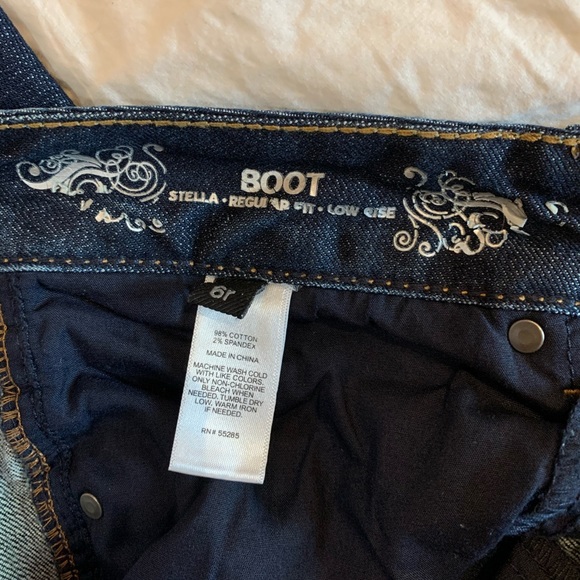 BOOT
STELLA • REGULAR FIT • LOW RISE
6R
98% COTTON
2% SPANDEX
MADE IN CHINA
MACHINE WASH COLD
WITH LIKE COLORS.
ONLY NON-CHLORINE
BLEACH WHEN
NEEDED. TUMBLE DRY
LOW, WARM IRON
IF NEEDED.
RN# 55285